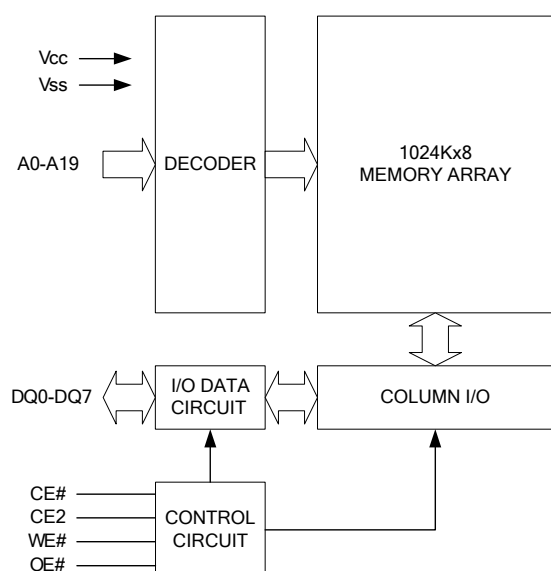 Vcc
Vss
A0-A19
DECODER
1024Kx8
MEMORY ARRAY
DQ0-DQ7
I/O DATA
CIRCUIT
COLUMN I/O
CE#
CE2
WE#
OE#
CONTROL
CIRCUIT